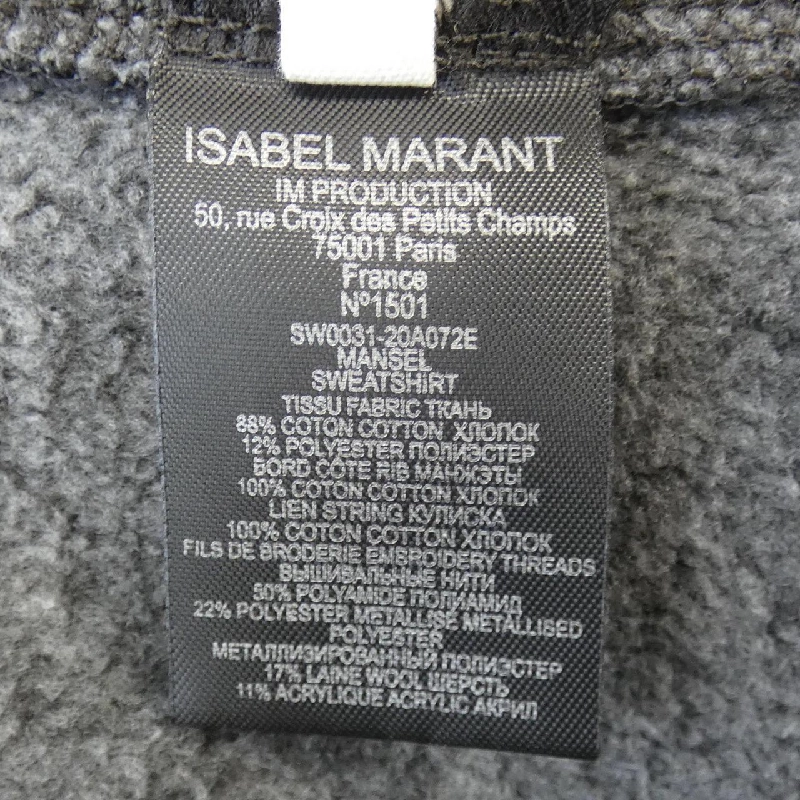 ISABEL MARANT
IM PRODUCTION
50, rue Croix des Petits Champs
75001 Paris
France
Nº1501
SW0031-20A072E
MANSEL
SWEATSHIRT
TISSU FABRIC ТКАНЬ
88% COTON COTTON ХЛОПОК
12% POLYESTER ПОЛИЭСТЕР
BORD CÔTE RIB МАНЖЭТЫ
100% COTON COTTON ХЛОПОК
LIEN STRING КУЛИСКА
100% COTON COTTON ХЛОПОК
FILS DE BRODERIE EMBROIDERY THREADS
ВЫШИВАЛЬНЫЕ НИТИ
50% POLYAMIDE ПОЛИАМИД
22% POLYESTER METALLISE METALLISED
POLYESTER
МЕТАЛЛИЗИРОВАННЫЙ ПОЛИЭСТЕР
17% LAINE WOOL ШЕРСТЬ
11% ACRYLIQUE ACRYLIC АКРИЛ